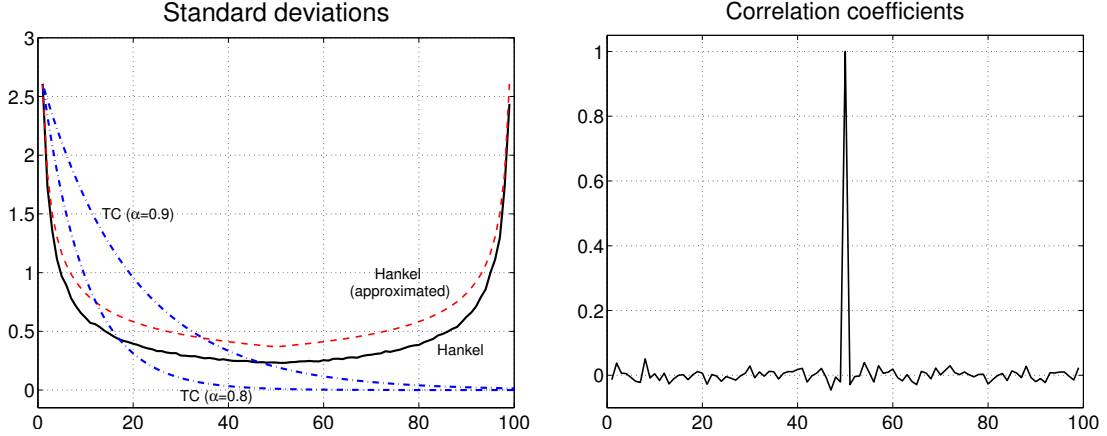 Standard deviations
3
2.5
2
1.5
1
0.5
0
0 20 40 60 80 100
TC (α=0.9)
Hankel
(approximated)
Hankel
TC (α=0.8)
Correlation coefficients
1
0.8
0.6
0.4
0.2
0
0 20 40 60 80 100